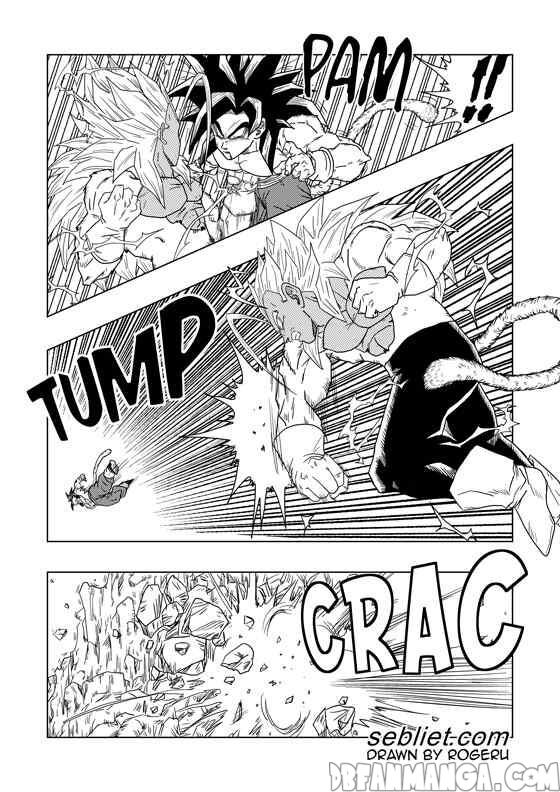 PAM !!
TUMP
CRAC
sebliet.com
DRAWN BY ROGERU
DBFANMANGA.COM